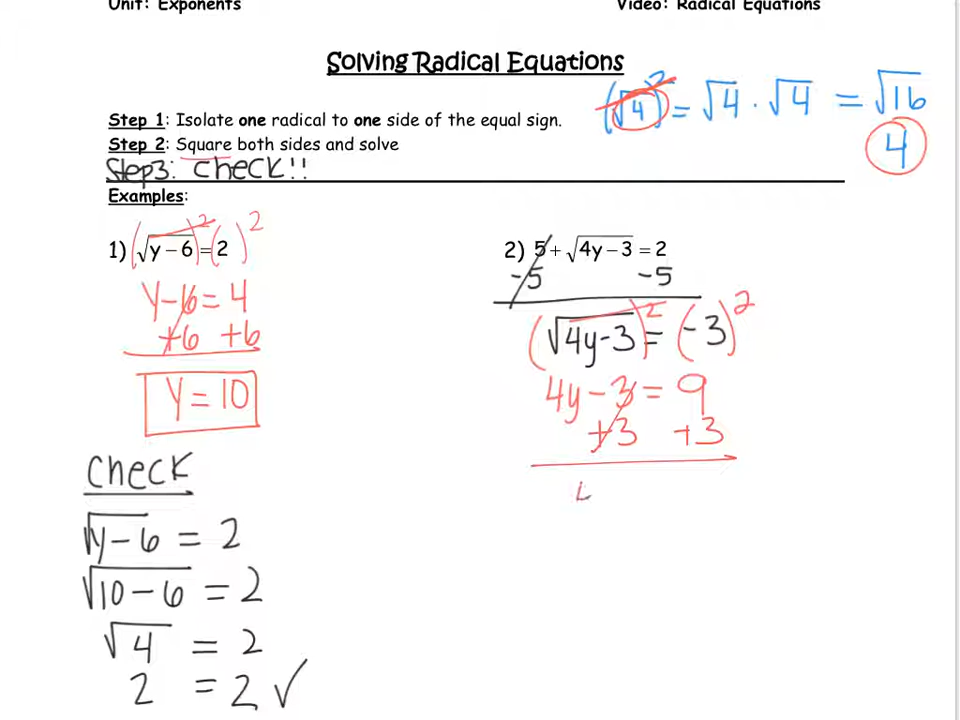 Unit: Exponents Video: Radical Equations
Solving Radical Equations
(√4)² = √4 · √4 = √16
4
Step 1: Isolate one radical to one side of the equal sign.
Step 2: Square both sides and solve
Step3: Check!!
Examples:
1) (√y − 6)² = (2)²
y − 6 = 4
+6 +6
y = 10
Check
√y − 6 = 2
√10 − 6 = 2
√4 = 2
2 = 2 ✓
2) 5 + √4y − 3 = 2
−5 −5
(√4y − 3)² = (−3)²
4y − 3 = 9
+3 +3